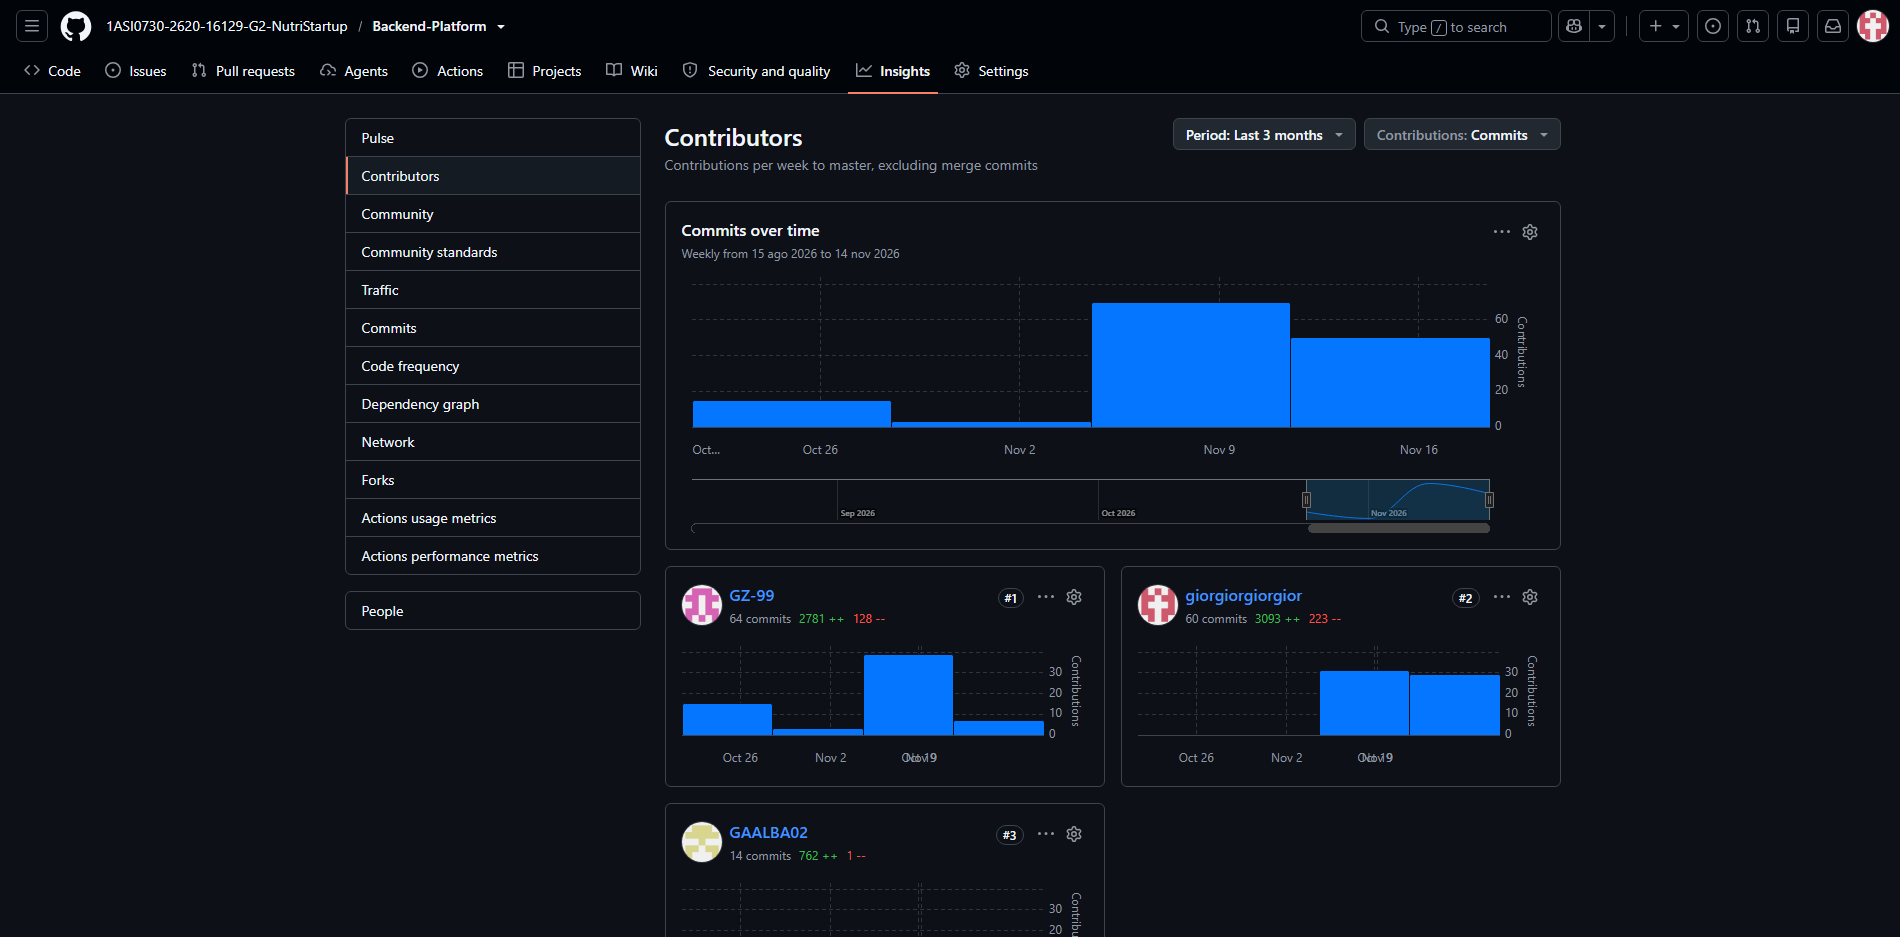 1ASI0730-2620-16129-G2-NutriStartup / Backend-Platform
Type / to search
Code
Issues
Pull requests
Agents
Actions
Projects
Wiki
Security and quality
Insights
Settings
Pulse
Contributors
Community
Community standards
Traffic
Commits
Code frequency
Dependency graph
Network
Forks
Actions usage metrics
Actions performance metrics
People
Contributors
Contributions per week to master, excluding merge commits
Period: Last 3 months
Contributions: Commits
Commits over time
Weekly from 15 ago 2026 to 14 nov 2026
60
40
20
0
Contributions
Oct...
Oct 26
Nov 2
Nov 9
Nov 16
Sep 2026
Oct 2026
Nov 2026
GZ-99
#1
64 commits 2781 ++ 128 --
30
20
10
0
Contributions
Oct 26
Nov 2
giorgiorgiorgior
#2
60 commits 3093 ++ 223 --
30
20
10
0
Contributions
Oct 26
Nov 2
GAALBA02
#3
14 commits 762 ++ 1 --
30
20